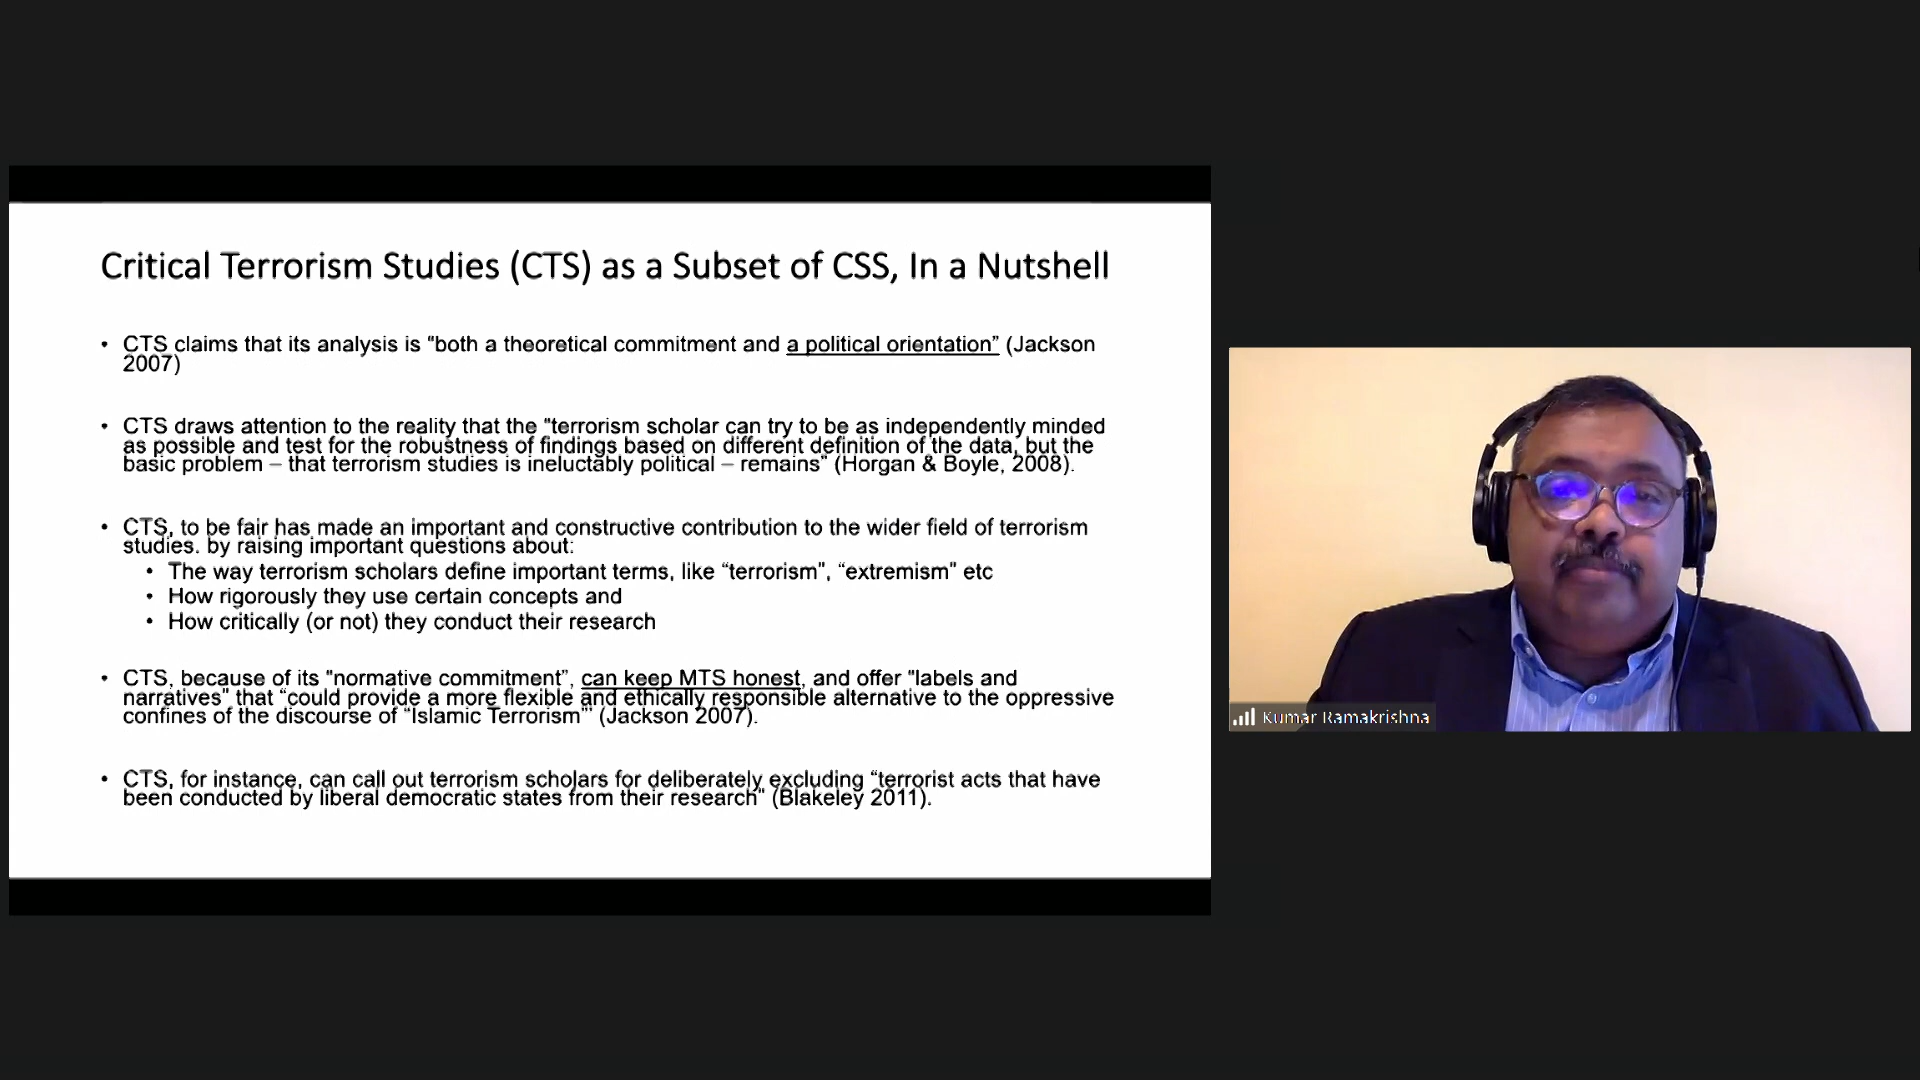 Critical Terrorism Studies (CTS) as a Subset of CSS, In a Nutshell
• CTS claims that its analysis is “both a theoretical commitment and a political orientation” (Jackson
2007)
• CTS draws attention to the reality that the “terrorism scholar can try to be as independently minded
as possible and test for the robustness of findings based on different definition of the data, but the
basic problem – that terrorism studies is ineluctably political – remains” (Horgan & Boyle, 2008).
• CTS, to be fair has made an important and constructive contribution to the wider field of terrorism
studies. by raising important questions about:
• The way terrorism scholars define important terms, like “terrorism”, “extremism” etc
• How rigorously they use certain concepts and
• How critically (or not) they conduct their research
• CTS, because of its “normative commitment”, can keep MTS honest, and offer “labels and
narratives” that “could provide a more flexible and ethically responsible alternative to the oppressive
confines of the discourse of “Islamic Terrorism”’ (Jackson 2007).
• CTS, for instance, can call out terrorism scholars for deliberately excluding “terrorist acts that have
been conducted by liberal democratic states from their research” (Blakeley 2011).
Kumar Ramakrishna